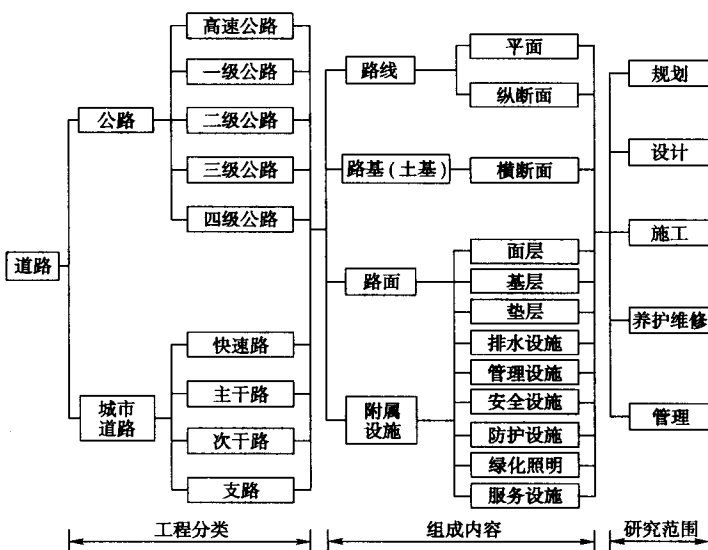 道路
公路
城市
道路
高速公路
一级公路
二级公路
三级公路
四级公路
快速路
主干路
次干路
支路
路线
路基(土基)
路面
附属
设施
平面
纵断面
横断面
面层
基层
垫层
排水设施
管理设施
安全设施
防护设施
绿化照明
服务设施
规划
设计
施工
养护维修
管理
工程分类
组成内容
研究范围